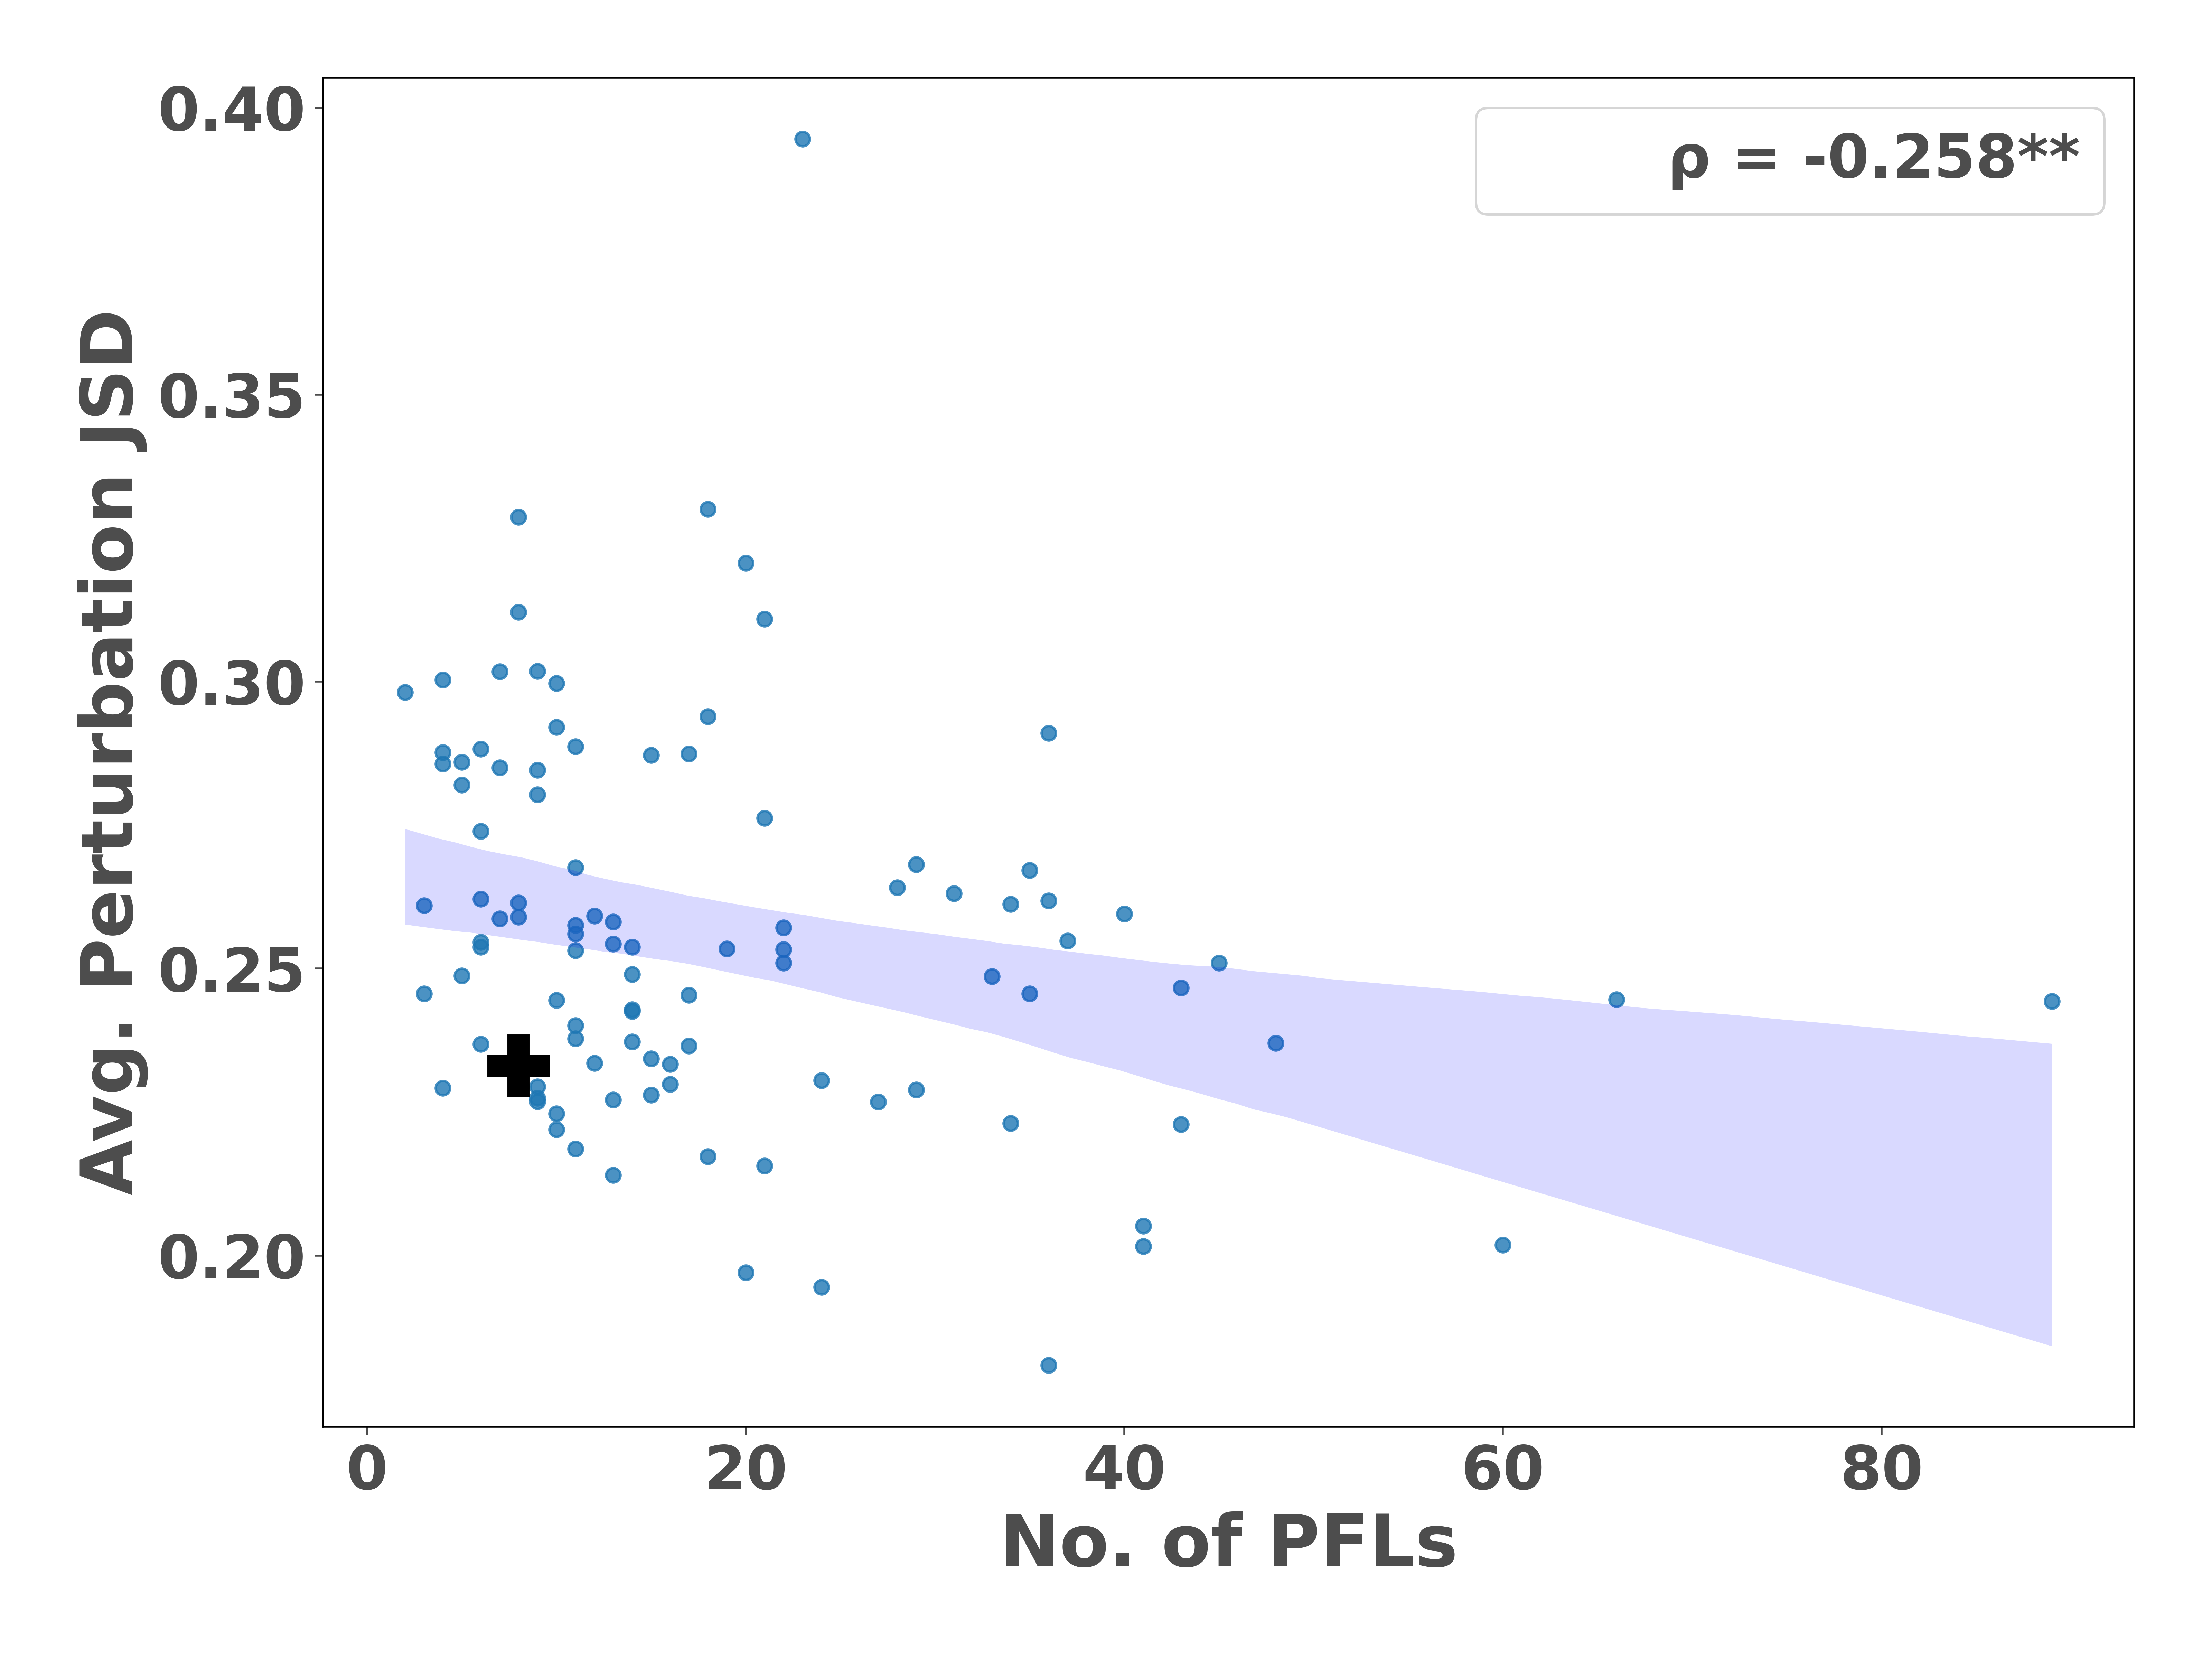 ρ = -0.258**
Avg. Perturbation JSD
0.40
0.35
0.30
0.25
0.20
0 20 40 60 80
No. of PFLs